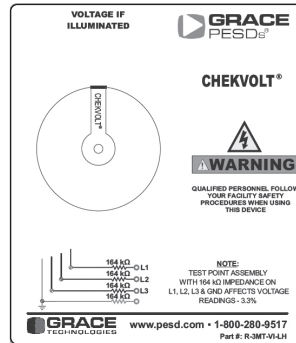 VOLTAGE IF
ILLUMINATED
CHEKVOLT®
164 kΩ
L1
164 kΩ
L2
164 kΩ
L3
164 kΩ
GRACE
PESDs®
CHEKVOLT®
WARNING
QUALIFIED PERSONNEL FOLLOW
YOUR FACILITY SAFETY
PROCEDURES WHEN USING
THIS DEVICE
NOTE:
TEST POINT ASSEMBLY
WITH 164 kΩ IMPEDANCE ON
L1, L2, L3 & GND AFFECTS VOLTAGE
READINGS - 3.3%
GRACE
TECHNOLOGIES
www.pesd.com • 1-800-280-9517
Part #: R-3MT-VI-LH